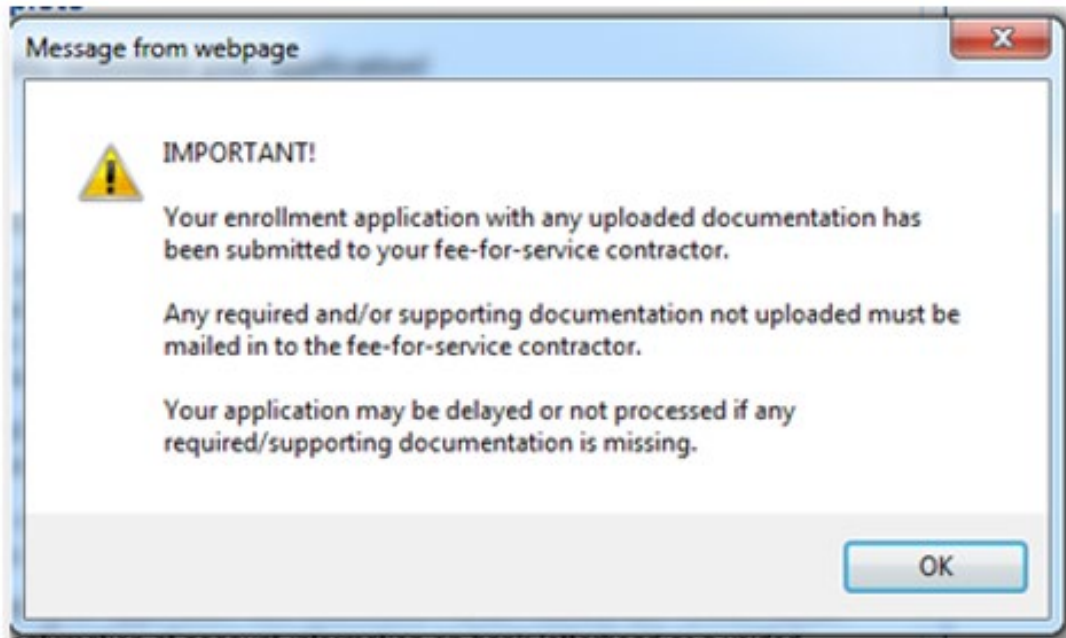 Message from webpage
IMPORTANT!
Your enrollment application with any uploaded documentation has
been submitted to your fee-for-service contractor.
Any required and/or supporting documentation not uploaded must be
mailed in to the fee-for-service contractor.
Your application may be delayed or not processed if any
required/supporting documentation is missing.
OK